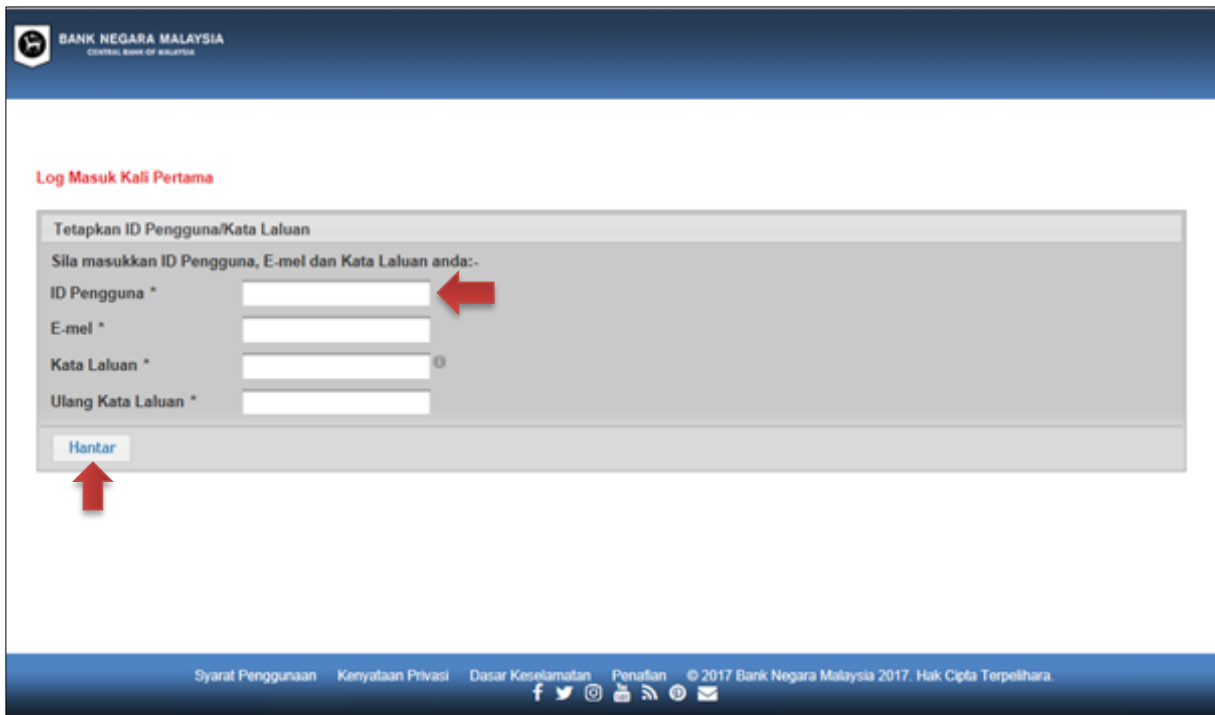 BANK NEGARA MALAYSIA
CENTRAL BANK OF MALAYSIA
Log Masuk Kali Pertama
Tetapkan ID Pengguna/Kata Laluan
Sila masukkan ID Pengguna, E-mel dan Kata Laluan anda:-
ID Pengguna *
E-mel *
Kata Laluan *
Ulang Kata Laluan *
Hantar
Syarat Penggunaan Kenyataan Privasi Dasar Keselamatan Penafian © 2017 Bank Negara Malaysia 2017. Hak Cipta Terpelihara.